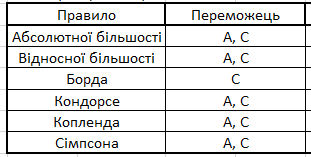 Правило Переможець
Абсолютної більшості А, С
Відносної більшості А, С
Борда С
Кондорсе А, С
Копленда А, С
Сімпсона А, С